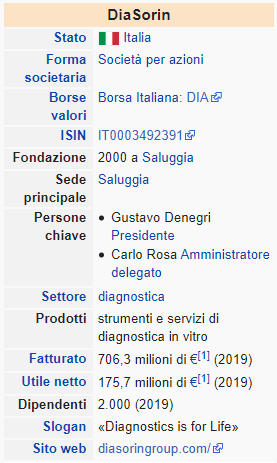 DiaSorin
Stato Italia
Forma societaria Società per azioni
Borse valori Borsa Italiana: DIA
ISIN IT0003492391
Fondazione 2000 a Saluggia
Sede principale Saluggia
Persone chiave
• Gustavo Denegri
Presidente
• Carlo Rosa Amministratore
delegato
Settore diagnostica
Prodotti strumenti e servizi di
diagnostica in vitro
Fatturato 706,3 milioni di €[1] (2019)
Utile netto 175,7 milioni di €[1] (2019)
Dipendenti 2.000 (2019)
Slogan «Diagnostics is for Life»
Sito web diasoringroup.com/